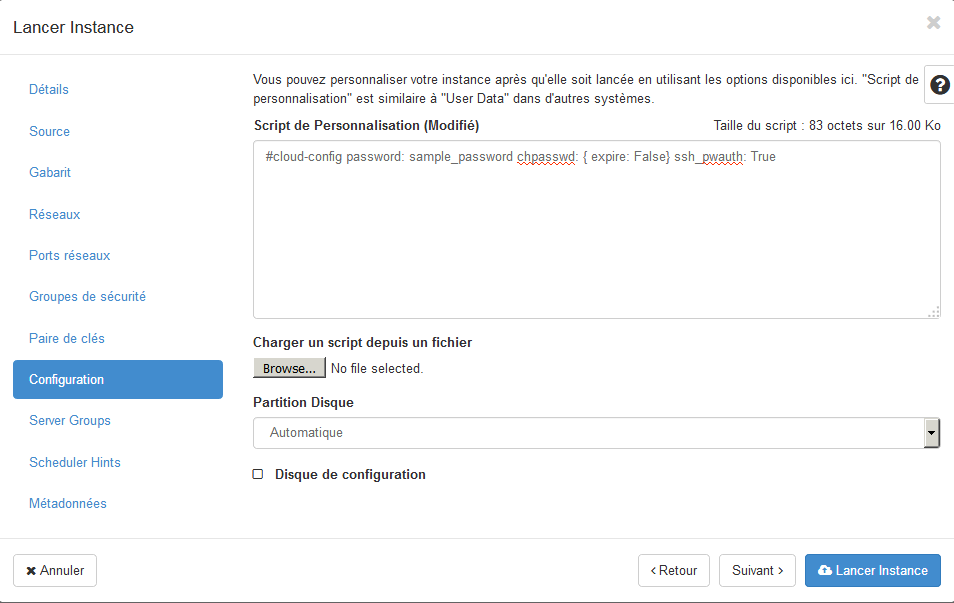 Lancer Instance
Détails
Source
Gabarit
Réseaux
Ports réseaux
Groupes de sécurité
Paire de clés
Configuration
Server Groups
Scheduler Hints
Métadonnées
Vous pouvez personnaliser votre instance après qu'elle soit lancée en utilisant les options disponibles ici. "Script de
personnalisation" est similaire à "User Data" dans d'autres systèmes.
Script de Personnalisation (Modifié)
Taille du script : 83 octets sur 16.00 Ko
#cloud-config password: sample_password chpasswd: { expire: False} ssh_pwauth: True
Charger un script depuis un fichier
Browse... No file selected.
Partition Disque
Automatique
Disque de configuration
Annuler
Retour
Suivant
Lancer Instance